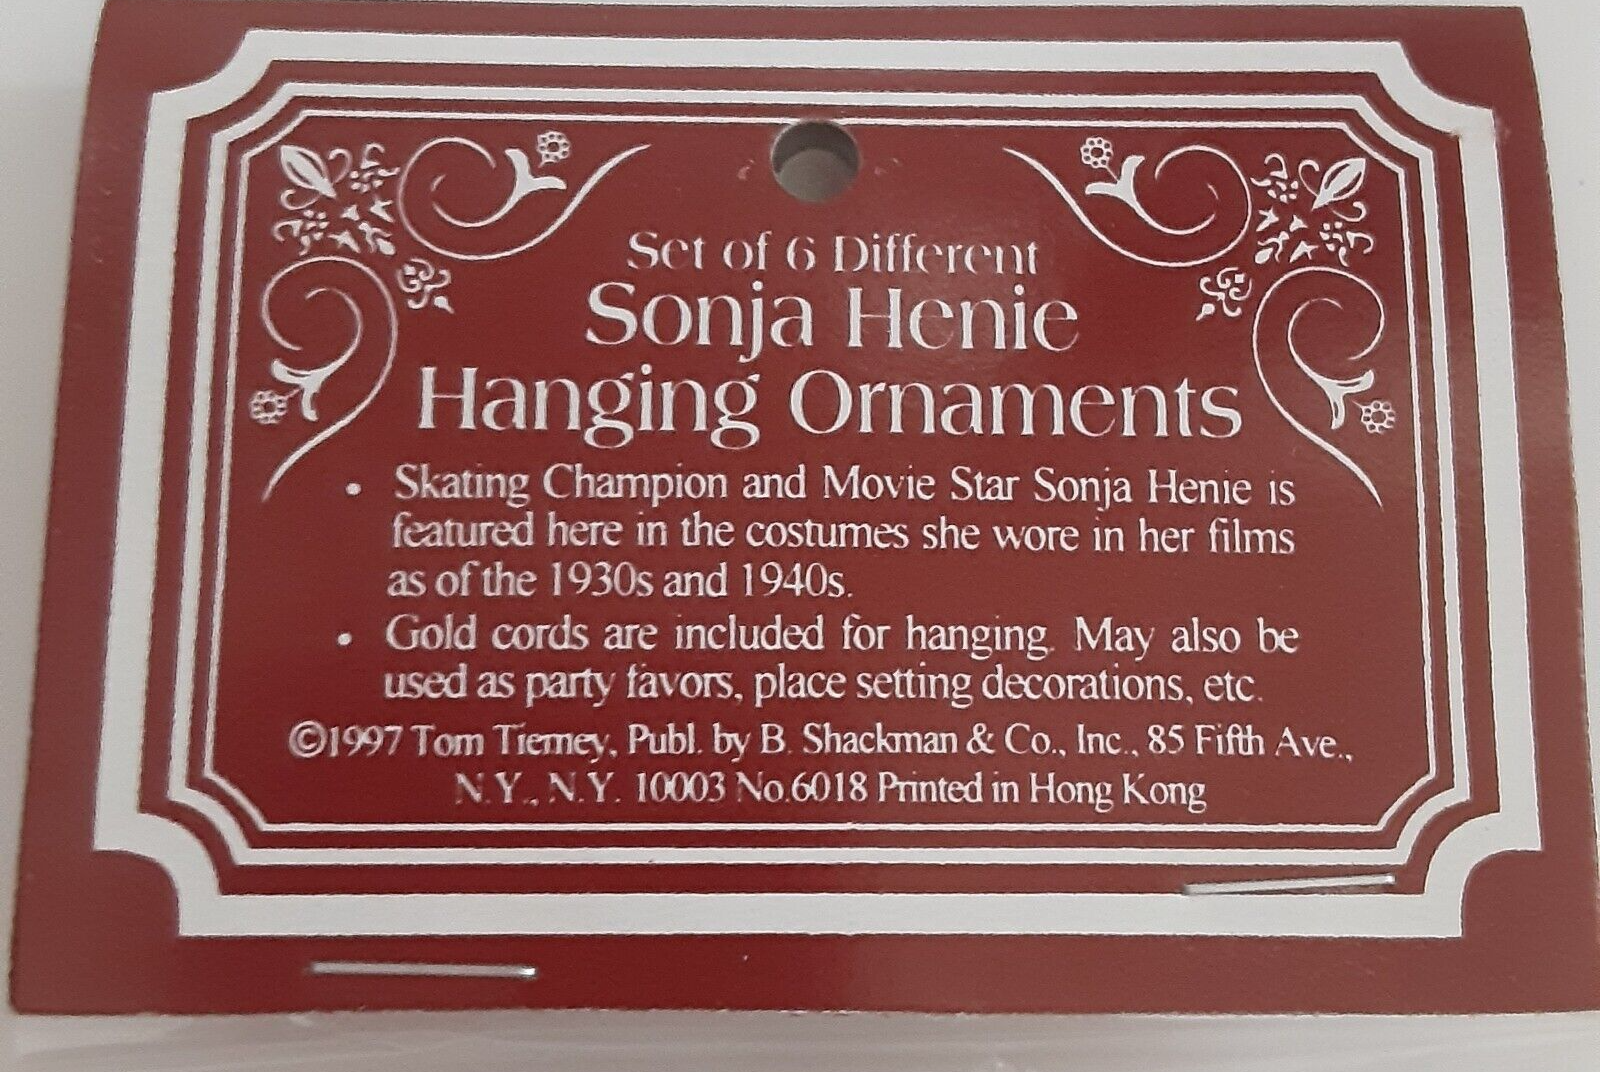 Set of 6 Different
Sonja Henie
Hanging Ornaments
• Skating Champion and Movie Star Sonja Henie is
featured here in the costumes she wore in her films
as of the 1930s and 1940s.
• Gold cords are included for hanging. May also be
used as party favors, place setting decorations, etc.
©1997 Tom Tierney, Publ. by B. Shackman & Co., Inc., 85 Fifth Ave.,
N.Y., N.Y. 10003 No.6018 Printed in Hong Kong